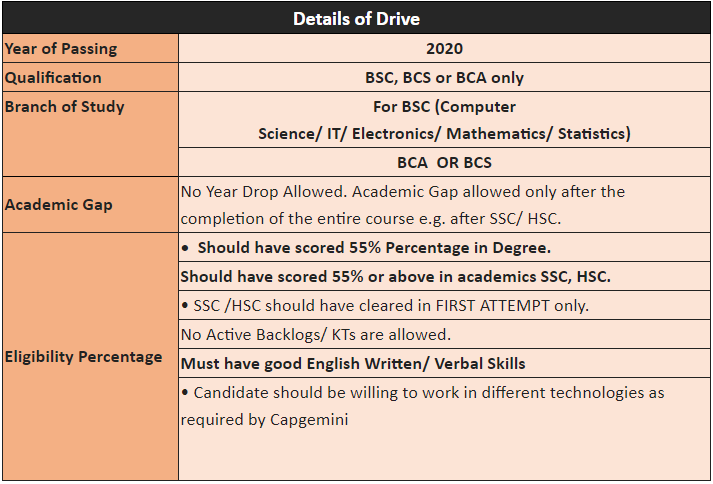 Details of Drive
Year of Passing
2020
Qualification
BSC, BCS or BCA only
Branch of Study
For BSC (Computer
Science/ IT/ Electronics/ Mathematics/ Statistics)
BCA OR BCS
Academic Gap
No Year Drop Allowed. Academic Gap allowed only after the
completion of the entire course e.g. after SSC/ HSC.
Eligibility Percentage
• Should have scored 55% Percentage in Degree.
Should have scored 55% or above in academics SSC, HSC.
• SSC /HSC should have cleared in FIRST ATTEMPT only.
No Active Backlogs/ KTs are allowed.
Must have good English Written/ Verbal Skills
• Candidate should be willing to work in different technologies as
required by Capgemini